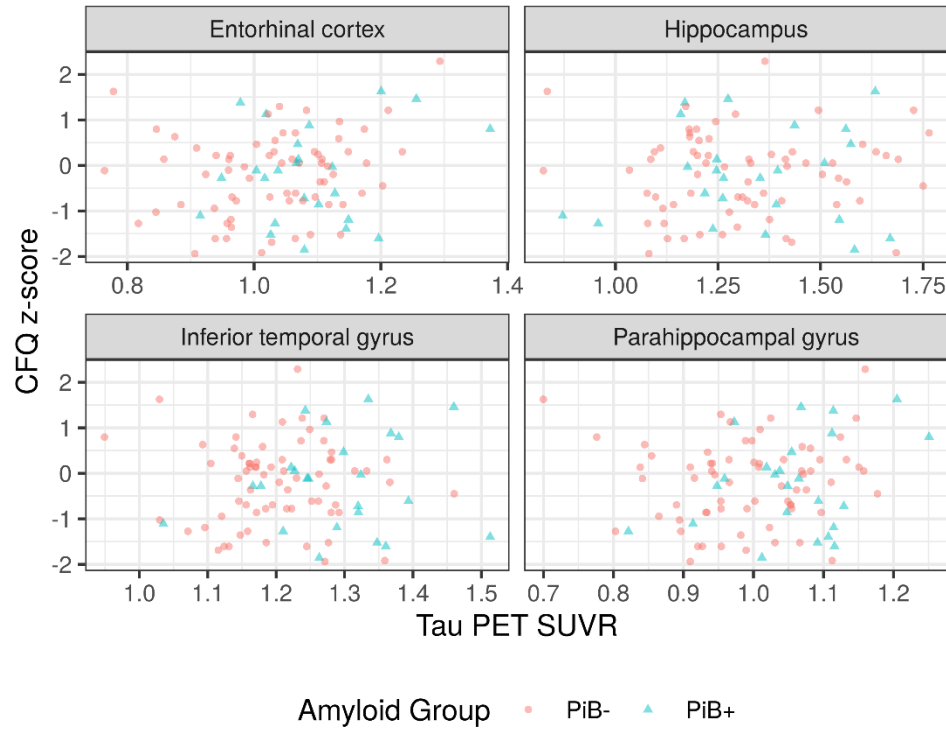 Entorhinal cortex
Hippocampus
2
1
0
-1
-2
0.8 1.0 1.2 1.4
1.00 1.25 1.50 1.75
CFQ z-score
Inferior temporal gyrus
Parahippocampal gyrus
2
1
0
-1
-2
1.0 1.1 1.2 1.3 1.4 1.5
0.7 0.8 0.9 1.0 1.1 1.2
Tau PET SUVR
Amyloid Group PiB- PiB+